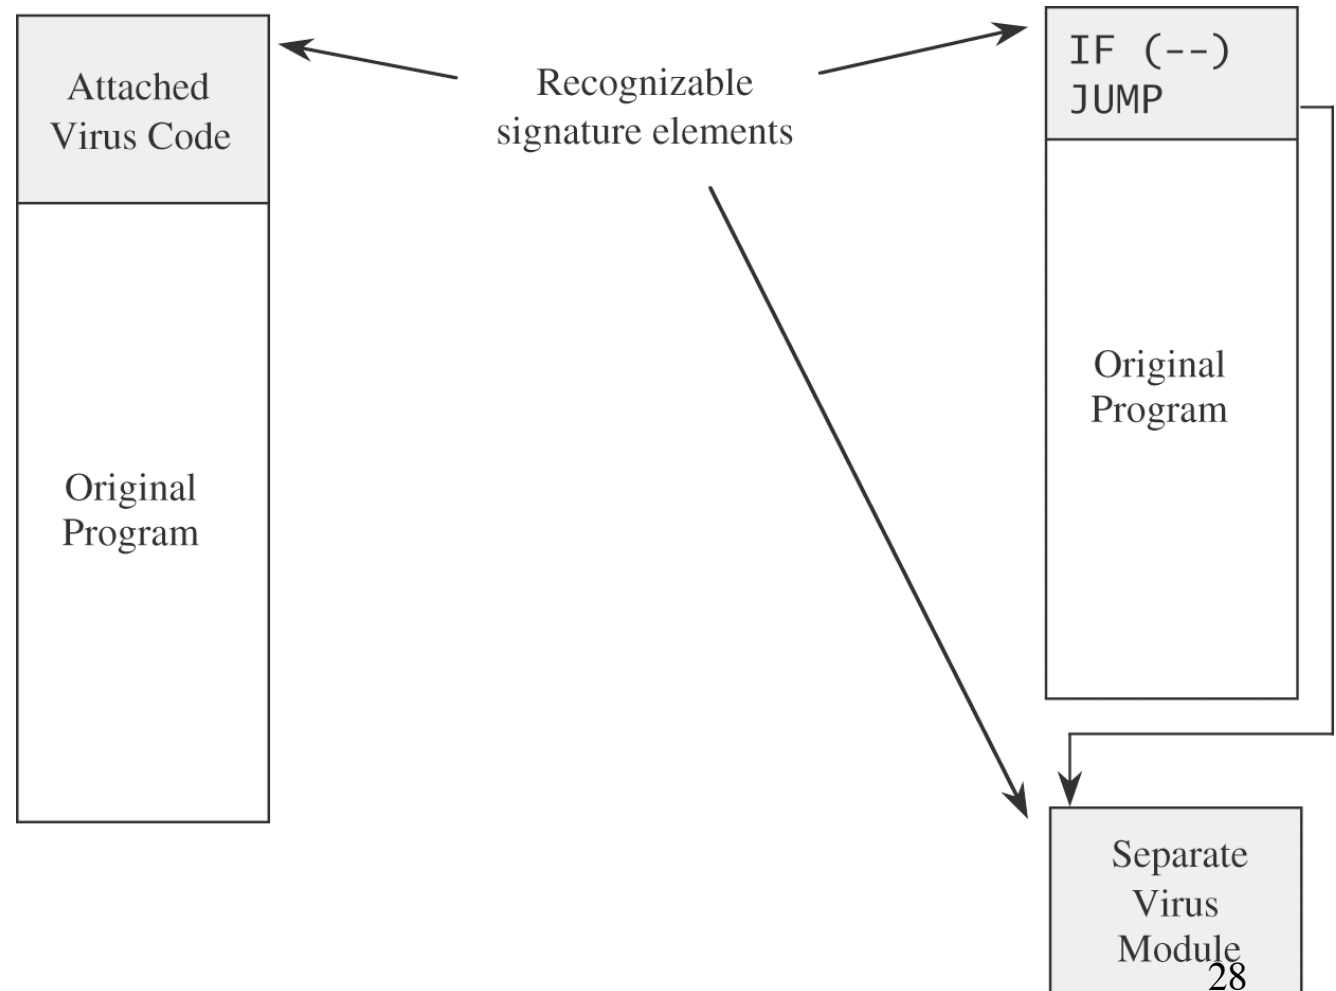 Attached
Virus Code
Original
Program
Recognizable
signature elements
IF (--)
JUMP
Original
Program
Separate
Virus
Module
28